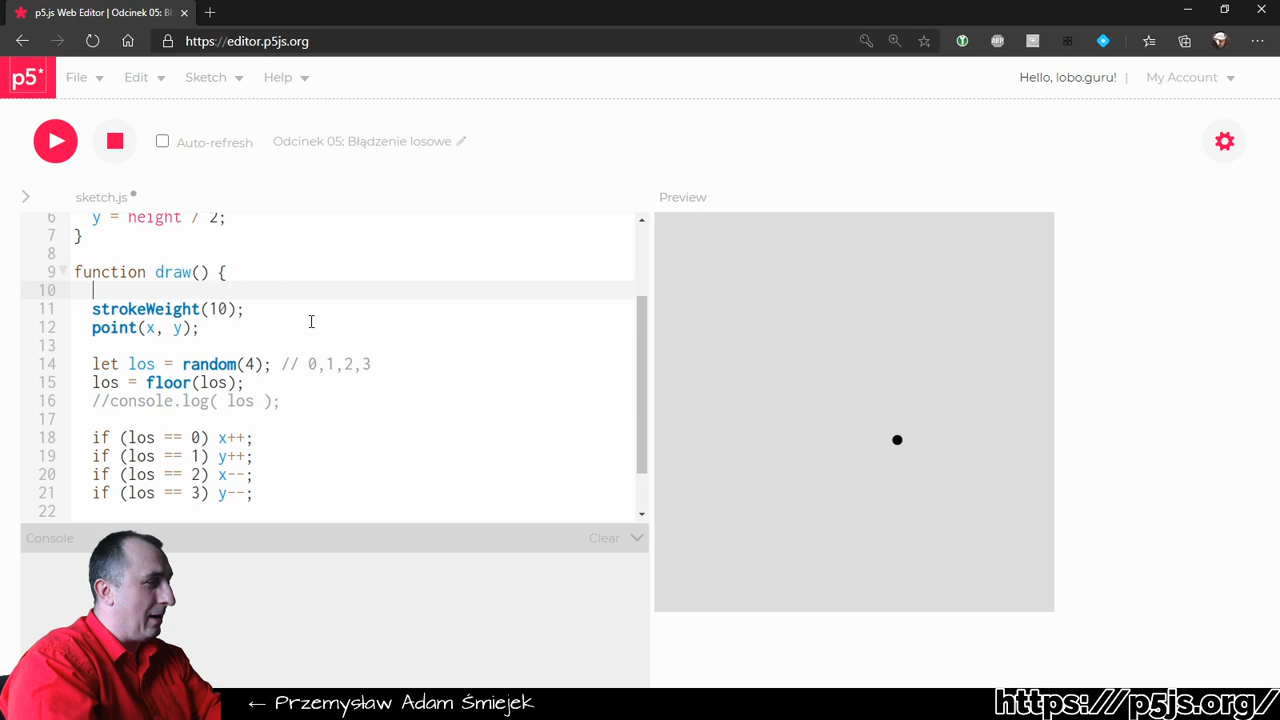 p5.js Web Editor | Odcinek 05: Bł
https://editor.p5js.org
ABP
p5*
File
Edit
Sketch
Help
Hello, lobo.guru!
My Account
Auto-refresh
Odcinek 05: Błądzenie losowe
sketch.js
Preview
6 y = height / 2;
7 }
8
9 function draw() {
10
11 strokeWeight(10);
12 point(x, y);
13
14 let los = random(4); // 0,1,2,3
15 los = floor(los);
16 //console.log( los );
17
18 if (los == 0) x++;
19 if (los == 1) y++;
20 if (los == 2) x--;
21 if (los == 3) y--;
22
Console
Clear
← Przemysław Adam Śmiejek
https://p5js.org/